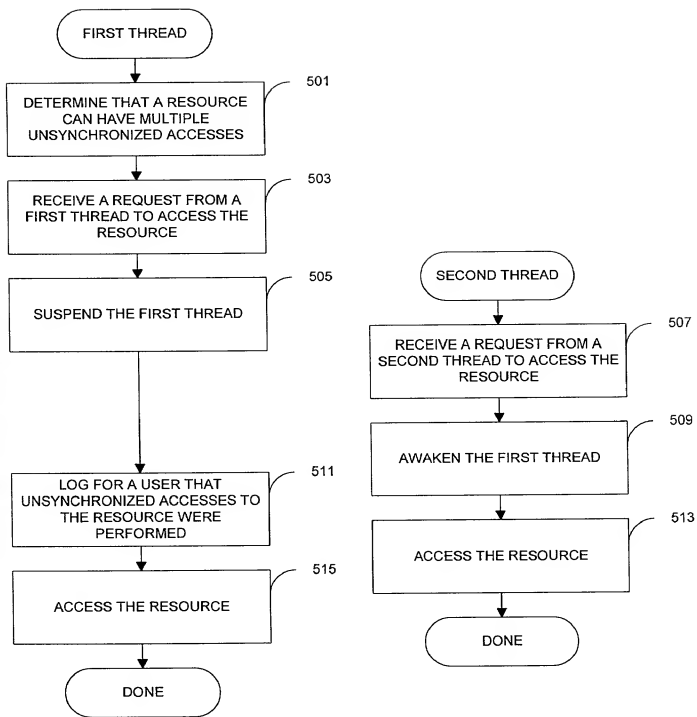 FIRST THREAD
501
DETERMINE THAT A RESOURCE
CAN HAVE MULTIPLE
UNSYNCHRONIZED ACCESSES
503
RECEIVE A REQUEST FROM A
FIRST THREAD TO ACCESS THE
RESOURCE
505
SUSPEND THE FIRST THREAD
511
LOG FOR A USER THAT
UNSYNCHRONIZED ACCESSES TO
THE RESOURCE WERE
PERFORMED
515
ACCESS THE RESOURCE
DONE
SECOND THREAD
507
RECEIVE A REQUEST FROM A
SECOND THREAD TO ACCESS THE
RESOURCE
509
AWAKEN THE FIRST THREAD
513
ACCESS THE RESOURCE
DONE